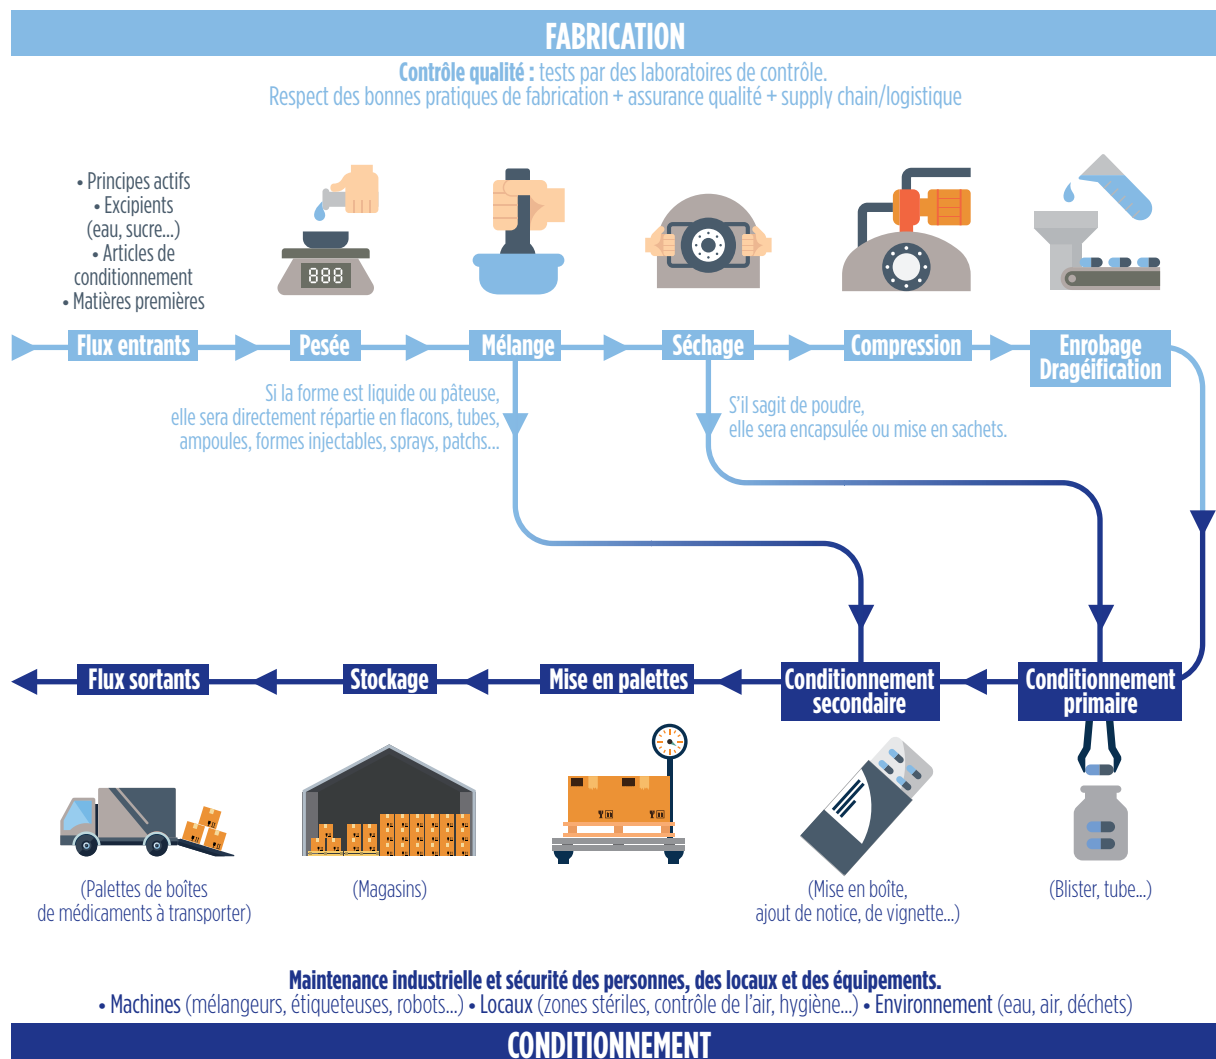 FABRICATION
Contrôle qualité : tests par des laboratoires de contrôle.
Respect des bonnes pratiques de fabrication + assurance qualité + supply chain/logistique
• Principes actifs
• Excipients
(eau, sucre...)
• Articles de
conditionnement
• Matières premières
888
Flux entrants
Pesée
Mélange
Séchage
Compression
Enrobage
Dragéification
Si la forme est liquide ou pâteuse,
elle sera directement répartie en flacons, tubes,
ampoules, formes injectables, sprays, patchs...
S'il sagit de poudre,
elle sera encapsulée ou mise en sachets.
Flux sortants
Stockage
Mise en palettes
Conditionnement
secondaire
Conditionnement
primaire
(Palettes de boîtes
de médicaments à transporter)
(Magasins)
(Mise en boîte,
ajout de notice, de vignette...)
(Blister, tube...)
Maintenance industrielle et sécurité des personnes, des locaux et des équipements.
• Machines (mélangeurs, étiqueteuses, robots...) • Locaux (zones stériles, contrôle de l'air, hygiène...) • Environnement (eau, air, déchets)
CONDITIONNEMENT